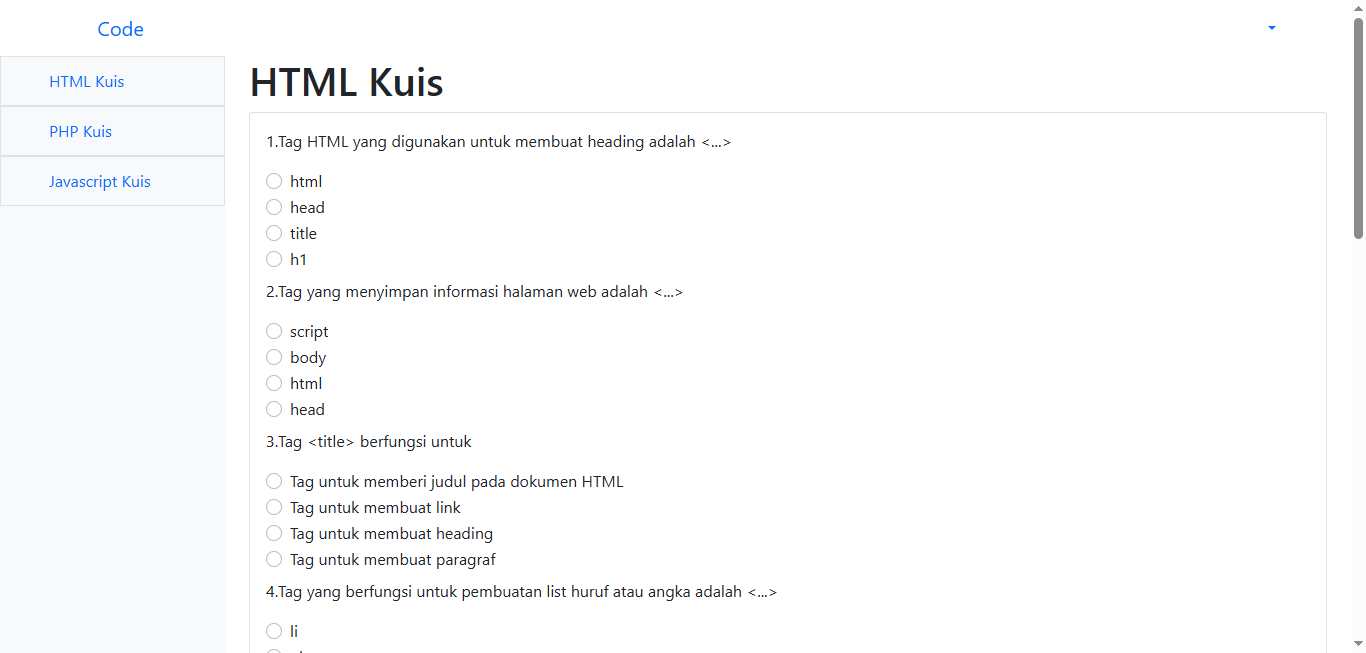 Code
HTML Kuis
PHP Kuis
Javascript Kuis
HTML Kuis
1.Tag HTML yang digunakan untuk membuat heading adalah <...>
html
head
title
h1
2.Tag yang menyimpan informasi halaman web adalah <...>
script
body
html
head
3.Tag <title> berfungsi untuk
Tag untuk memberi judul pada dokumen HTML
Tag untuk membuat link
Tag untuk membuat heading
Tag untuk membuat paragraf
4.Tag yang berfungsi untuk pembuatan list huruf atau angka adalah <...>
li